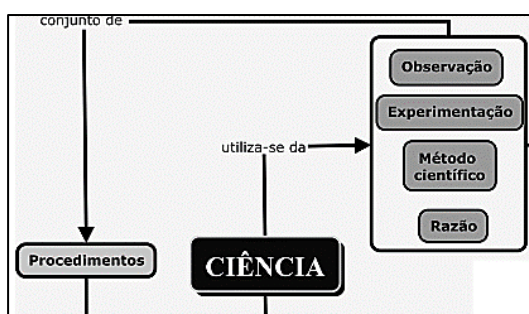 conjunto de
Observação
Experimentação
utiliza-se da
Método
científico
Razão
Procedimentos
CIÊNCIA